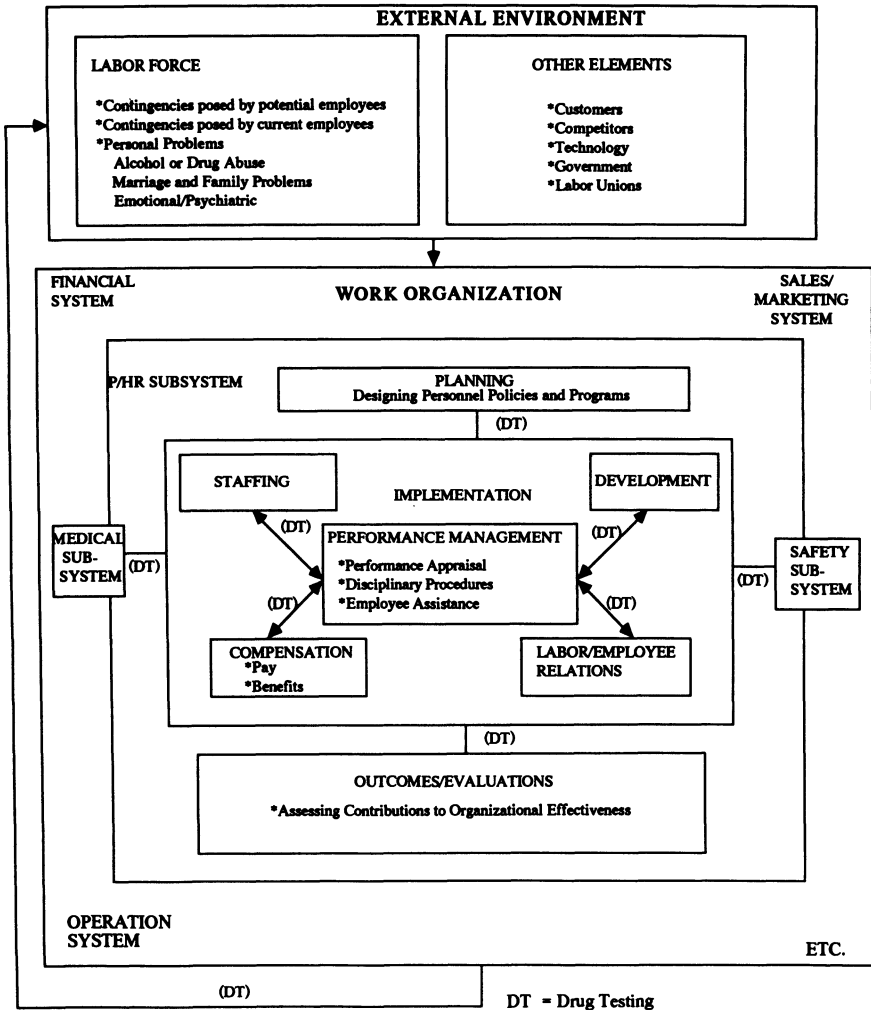 EXTERNAL ENVIRONMENT
LABOR FORCE
*Contingencies posed by potential employees
*Contingencies posed by current employees
*Personal Problems
Alcohol or Drug Abuse
Marriage and Family Problems
Emotional/Psychiatric
OTHER ELEMENTS
*Customers
*Competitors
*Technology
*Government
*Labor Unions
FINANCIAL
SYSTEM
WORK ORGANIZATION
SALES/
MARKETING
SYSTEM
P/HR SUBSYSTEM
PLANNING
Designing Personnel Policies and Programs
(DT)
STAFFING
IMPLEMENTATION
DEVELOPMENT
(DT)
(DT)
MEDICAL
SUB-
SYSTEM
(DT)
PERFORMANCE MANAGEMENT
*Performance Appraisal
*Disciplinary Procedures
*Employee Assistance
(DT)
SAFETY
SUB-
SYSTEM
(DT)
(DT)
COMPENSATION
*Pay
*Benefits
LABOR/EMPLOYEE
RELATIONS
(DT)
OUTCOMES/EVALUATIONS
*Assessing Contributions to Organizational Effectiveness
OPERATION
SYSTEM
ETC.
(DT)
DT = Drug Testing